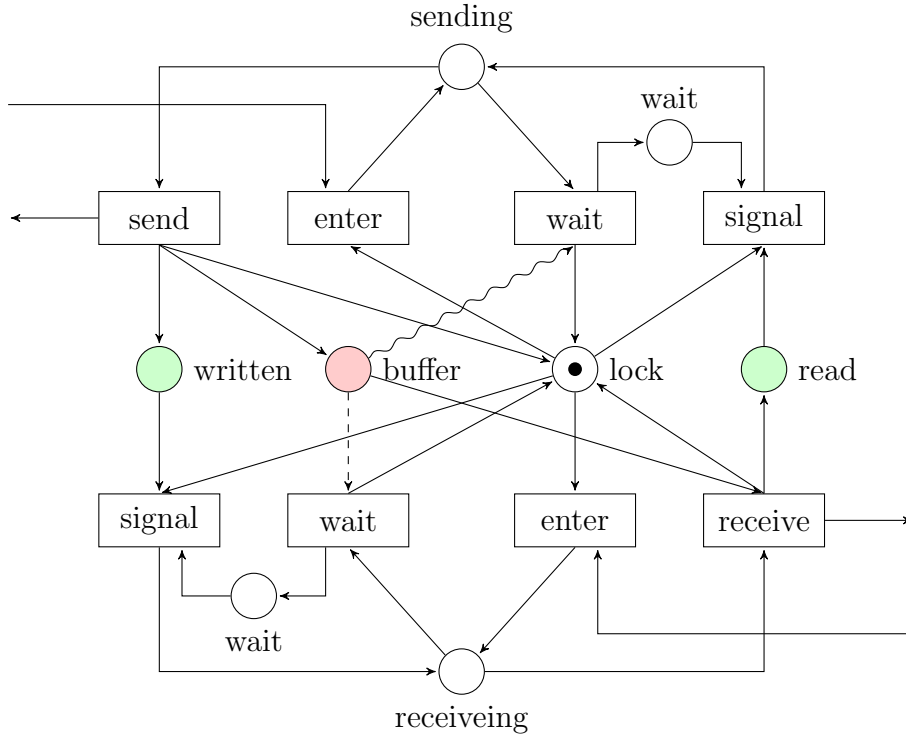 sending
wait
send
enter
wait
signal
written
buffer
lock
read
signal
wait
enter
receive
wait
receiveing